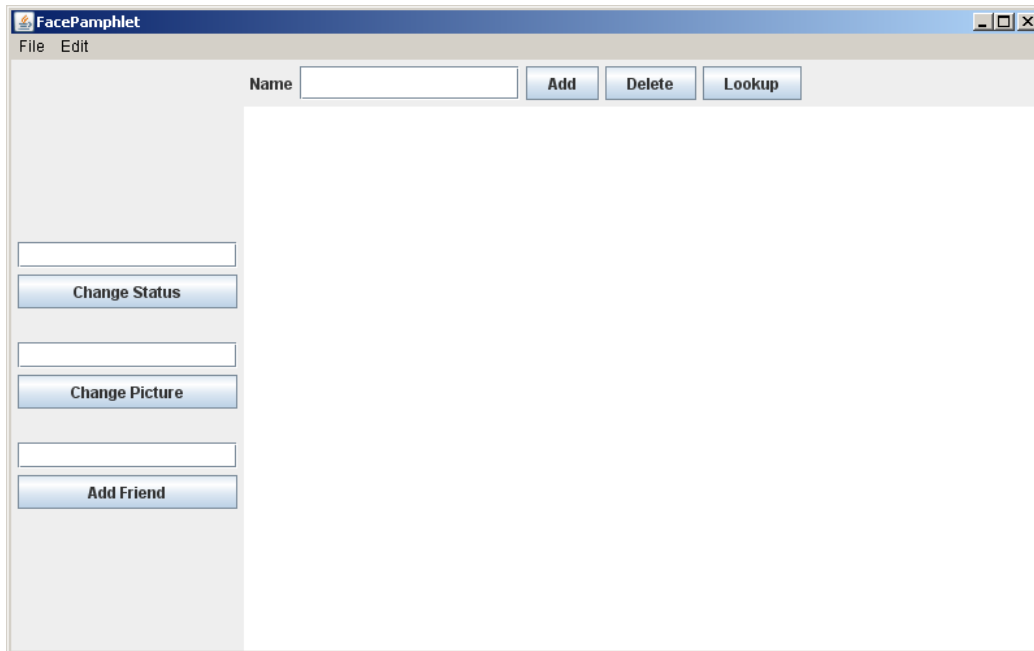 FacePamphlet
File Edit
Name Add Delete Lookup
Change Status
Change Picture
Add Friend